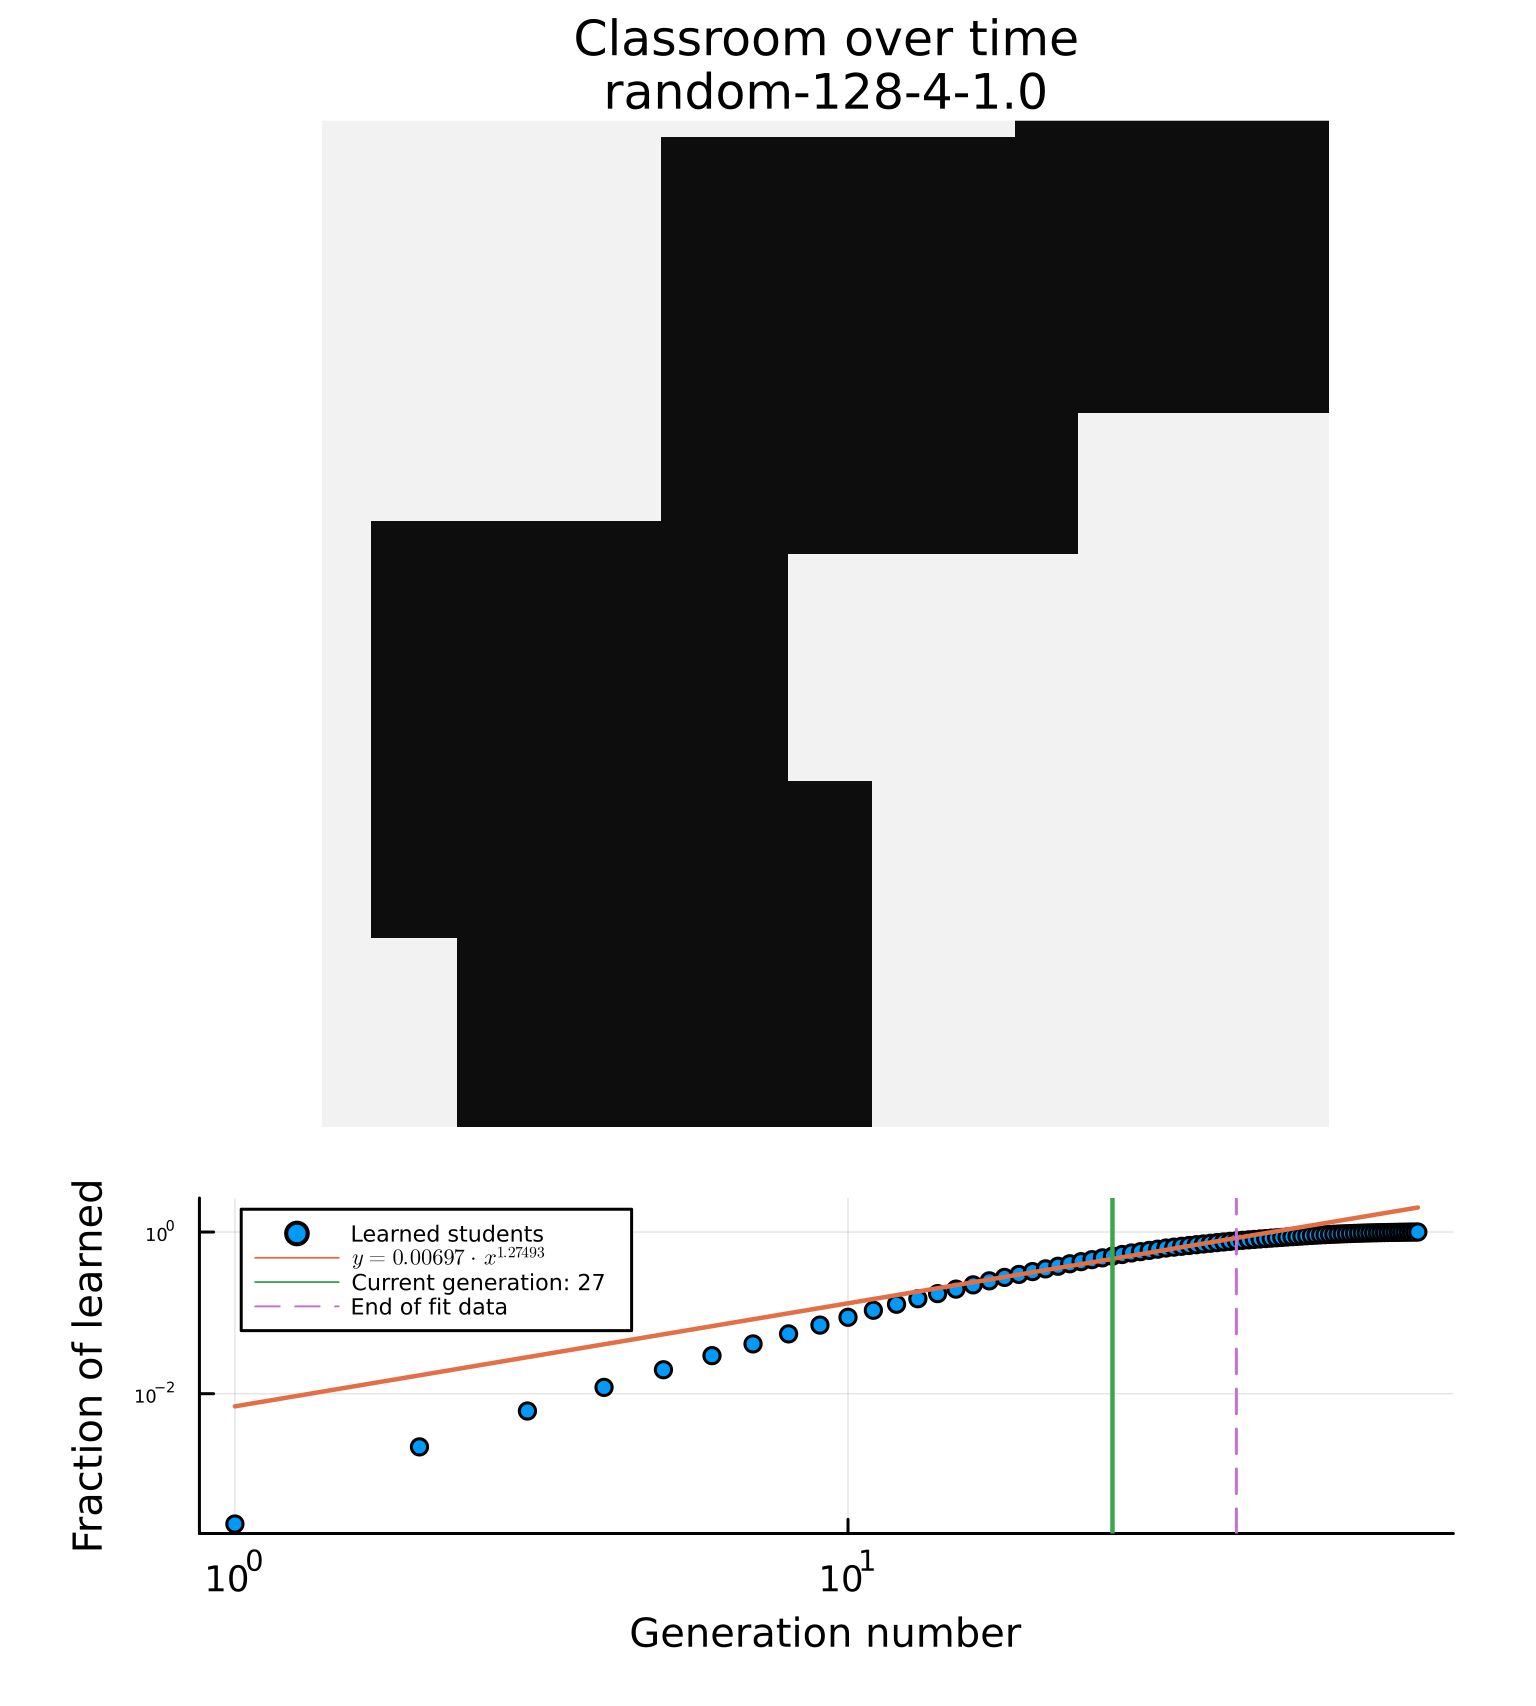 Classroom over time
random-128-4-1.0
Fraction of learned
10^0
10^-2
Learned students
y = 0.00697 · x^1.27493
Current generation: 27
End of fit data
10^0
10^1
Generation number